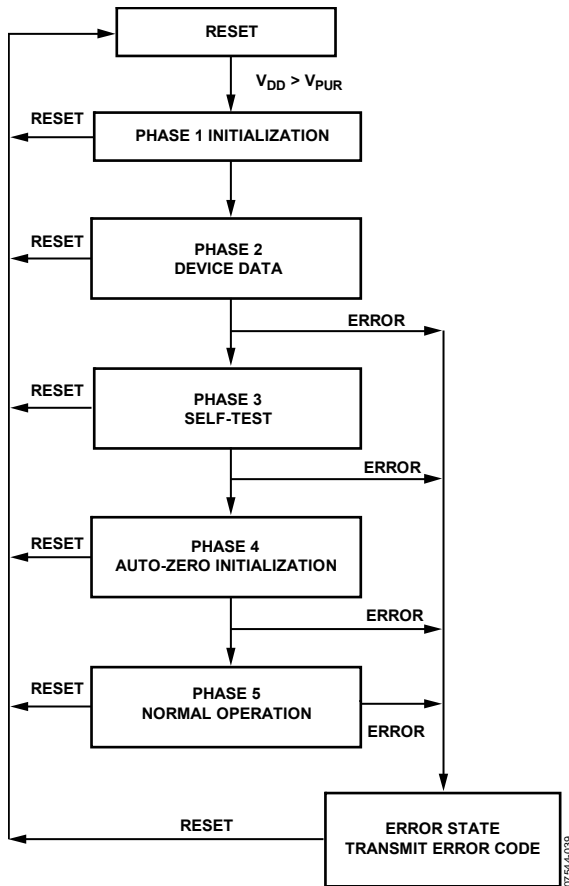 RESET
V_DD > V_PUR
RESET
PHASE 1 INITIALIZATION
RESET
PHASE 2
DEVICE DATA
ERROR
RESET
PHASE 3
SELF-TEST
ERROR
RESET
PHASE 4
AUTO-ZERO INITIALIZATION
ERROR
RESET
PHASE 5
NORMAL OPERATION
ERROR
RESET
ERROR STATE
TRANSMIT ERROR CODE
07544-039